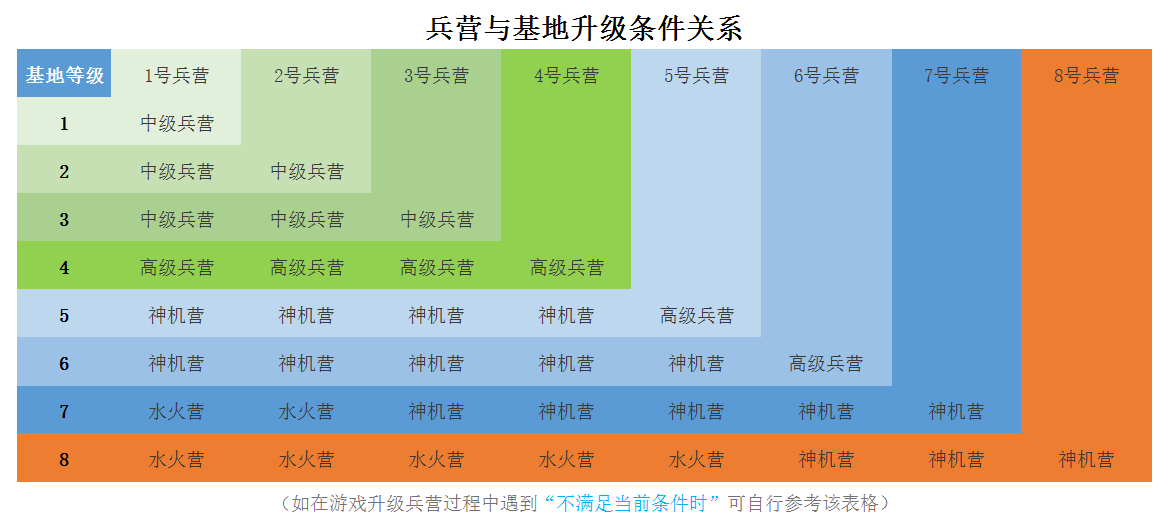 兵营与基地升级条件关系
基地等级 1号兵营 2号兵营 3号兵营 4号兵营 5号兵营 6号兵营 7号兵营 8号兵营
1 中级兵营
2 中级兵营 中级兵营
3 中级兵营 中级兵营 中级兵营
4 高级兵营 高级兵营 高级兵营 高级兵营
5 神机营 神机营 神机营 神机营 高级兵营
6 神机营 神机营 神机营 神机营 神机营 高级兵营
7 水火营 水火营 神机营 神机营 神机营 神机营 神机营
8 水火营 水火营 水火营 水火营 水火营 神机营 神机营 神机营
（如在游戏升级兵营过程中遇到“不满足当前条件时”可自行参考该表格）